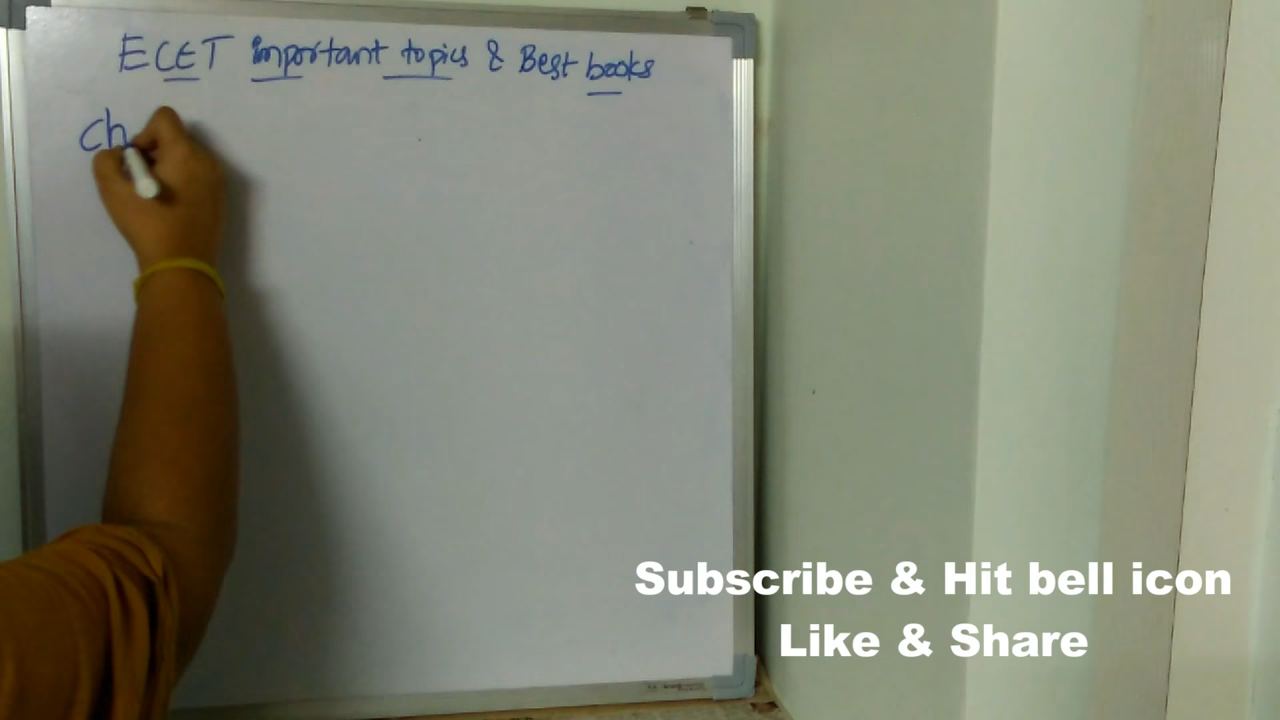 ECET important topics & Best books
Ch
Subscribe & Hit bell icon
Like & Share